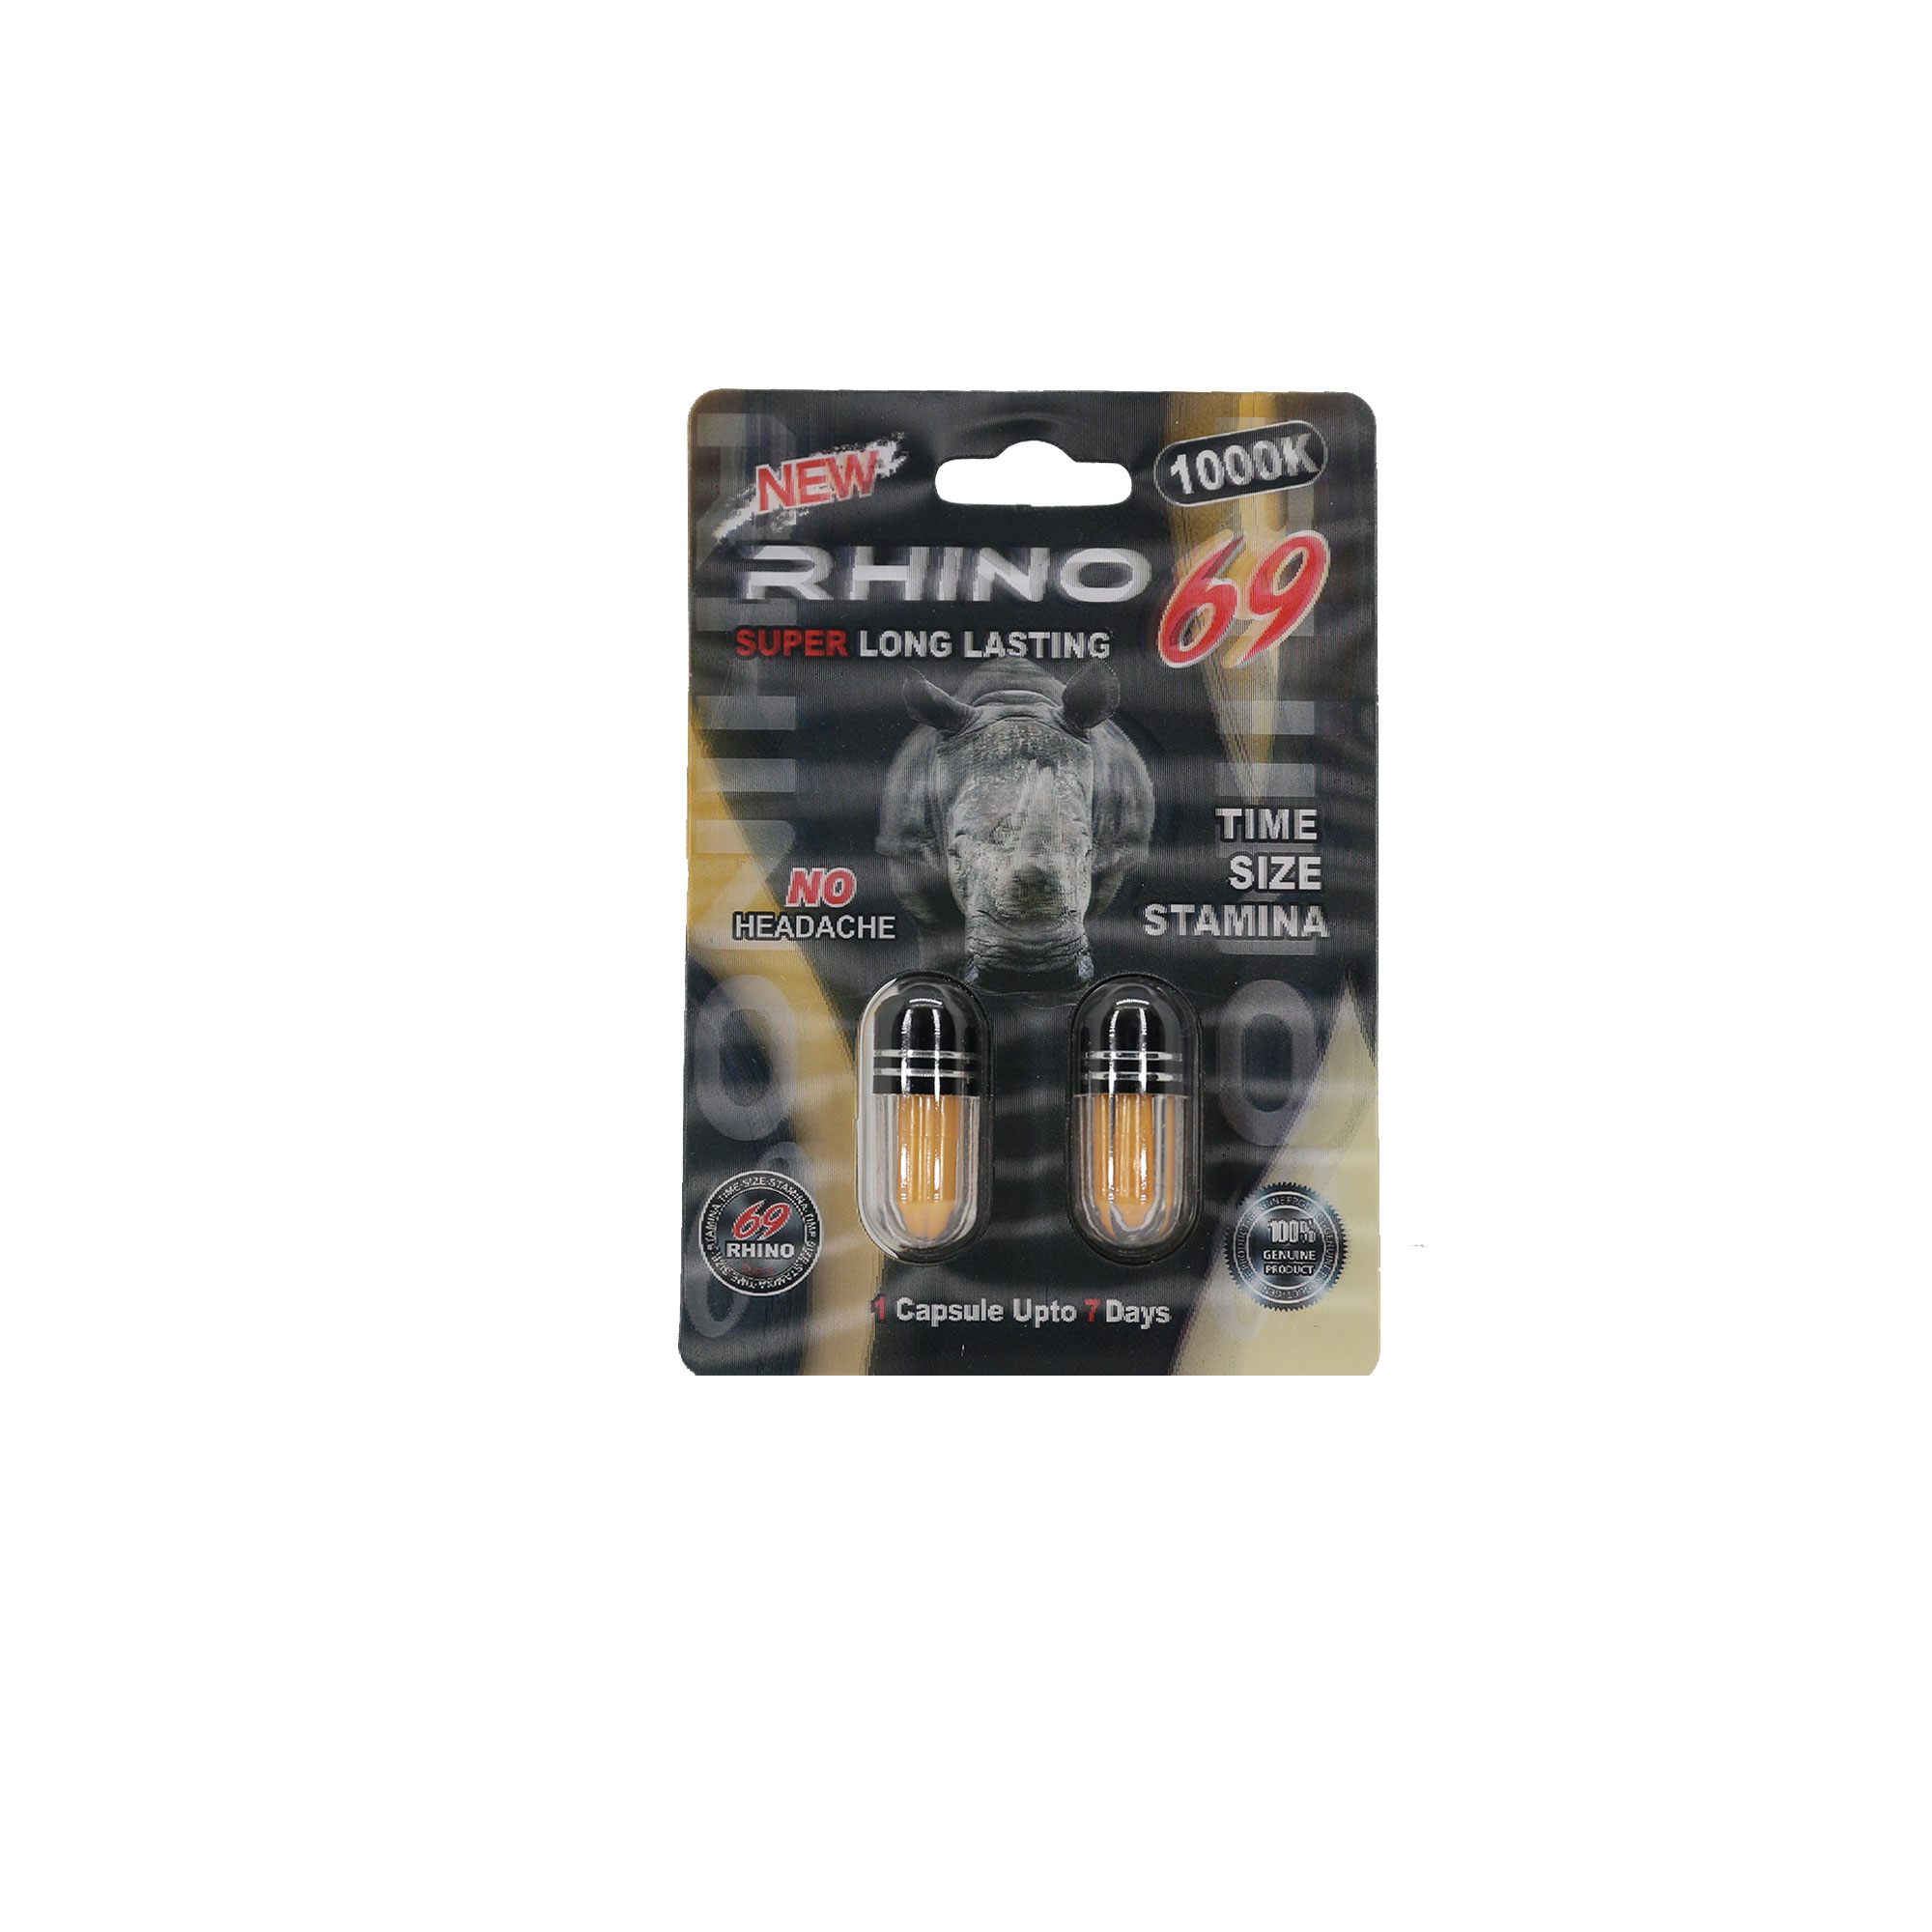 NEW
1000K
RHINO 69
SUPER LONG LASTING
TIME
SIZE
STAMINA
NO
HEADACHE
69
RHINO
100%
GENUINE
PRODUCT
1 Capsule Upto 7 Days